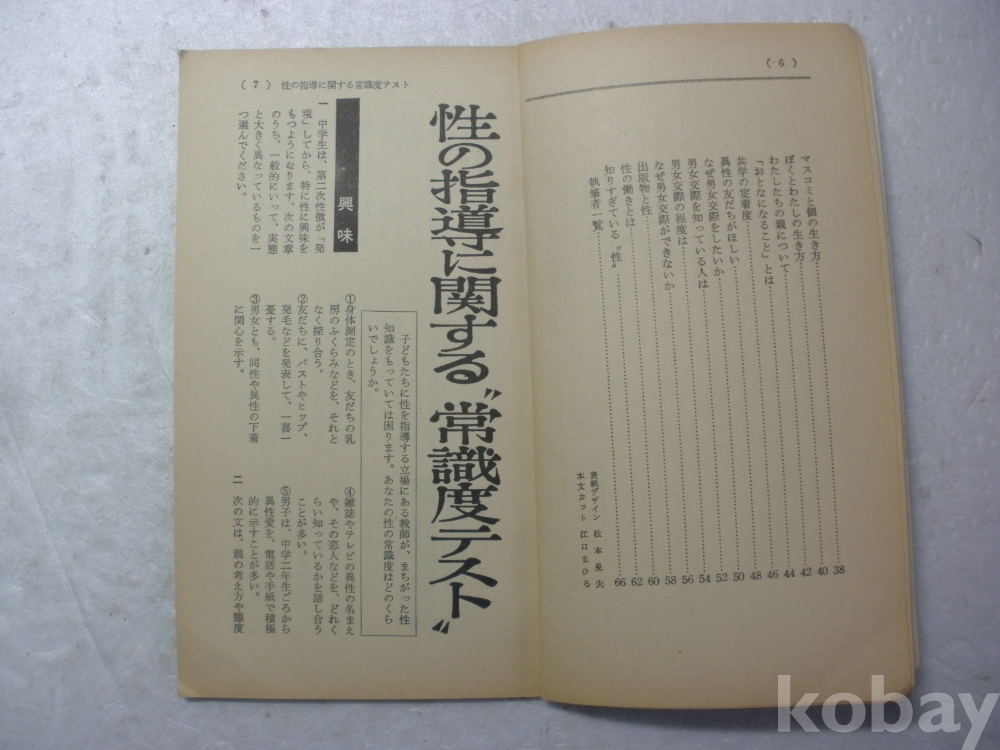 （６）
マスコミと個の生き方 38
ぼくとわたしの生き方 40
わたしたちの親について 42
「おとなになること」とは 44
共学の定着度 46
異性の友だちがほしい 48
なぜ男女交際をしたいか 50
男女交際を知っている人は 52
男女交際の程度は 54
なぜ男女交際ができないか 56
出版物と性 58
性の働きとは 60
知りすぎている〝性〟 62
執筆者一覧 66
表紙デザイン 松本晃夫
本文カット 江口まひろ
（７） 性の指導に関する常識度テスト
性の指導に関する〝常識度テスト〟
子どもたちに性を指導する立場にある教師が、まちがった性
知識をもっていては困ります。あなたの性の常識度はどのくら
いでしょうか。
興味
一 中学生は、第二次性徴が「発
現」してから、特に性に興味を
もつようになります。次の文章
のうち、一般的にいって、実態
と大きく異なっているものを一
つ選んでください。
①身体測定のとき、友だちの乳
房のふくらみなどを、それと
なく探り合う。
②友だちに、バストやヒップ、
発毛などを発表して、一喜一
憂する。
③男女とも、同性や異性の下着
に関心を示す。
④雑誌やテレビの異性の名まえ
や、その恋人などを、どれく
らい知っているかを話し合う
ことが多い。
⑤男子は、中学二年生ごろから
異性愛を、電話や手紙で積極
的に示すことが多い。
二 次の文は、親の考え方や態度
kobay